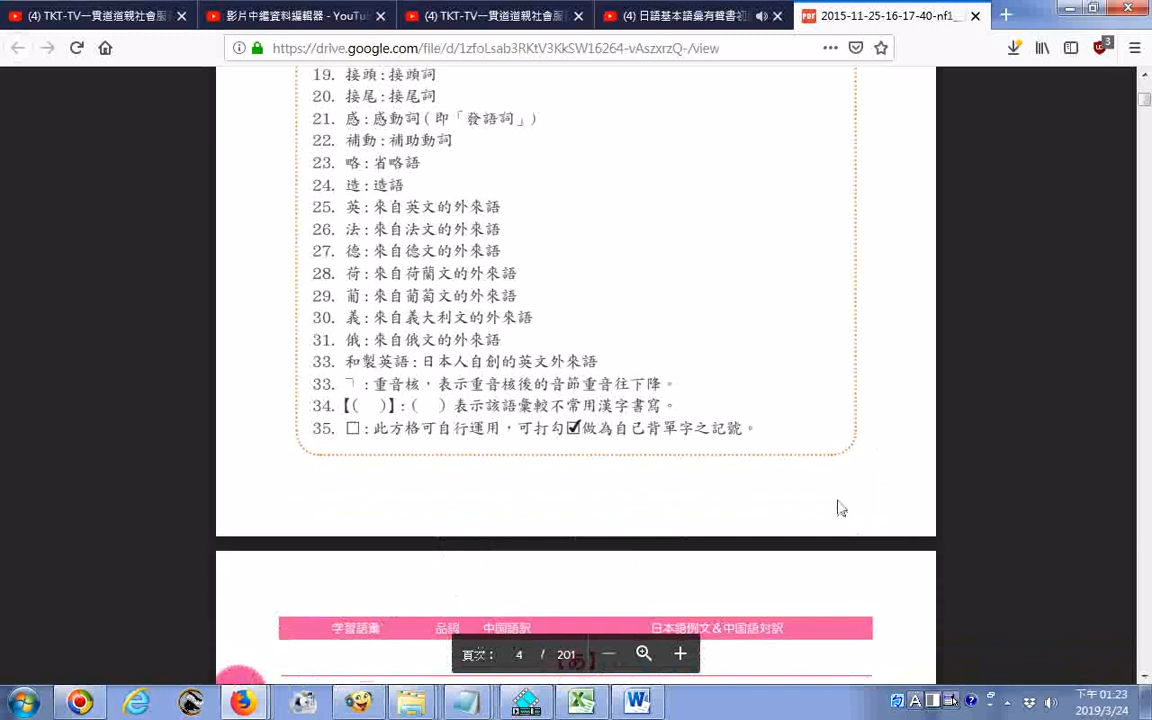 (4) TKT-TV一貫道道親社會服
影片中繼資料編輯器 - YouTu
(4) TKT-TV一貫道道親社會服
(4) 日語基本語彙有聲書初
2015-11-25-16-17-40-nf1_
https://drive.google.com/file/d/1zfoLsab3RKtV3KkSW16264-vAszxrzQ-/view
3
19. 接頭：接頭詞
20. 接尾：接尾詞
21. 感：感動詞(即「發語詞」)
22. 補動：補助動詞
23. 略：省略語
24. 造：造語
25. 英：來自英文的外來語
26. 法：來自法文的外來語
27. 德：來自德文的外來語
28. 荷：來自荷蘭文的外來語
29. 葡：來自葡萄文的外來語
30. 義：來自義大利文的外來語
31. 俄：來自俄文的外來語
33. 和製英語：日本人自創的英文外來語
33. ㄱ：重音核，表示重音核後的音節重音往下降。
34.【( )】：( ) 表示該語彙較不常用漢字書寫。
35. □：此方格可自行運用，可打勾☑做為自己背單字之記號。
学習語彙 品詞 中国語訳 日本語例文＆中国語対訳
頁次： 4 / 201
【あ】
下午 01:23
2019/3/24